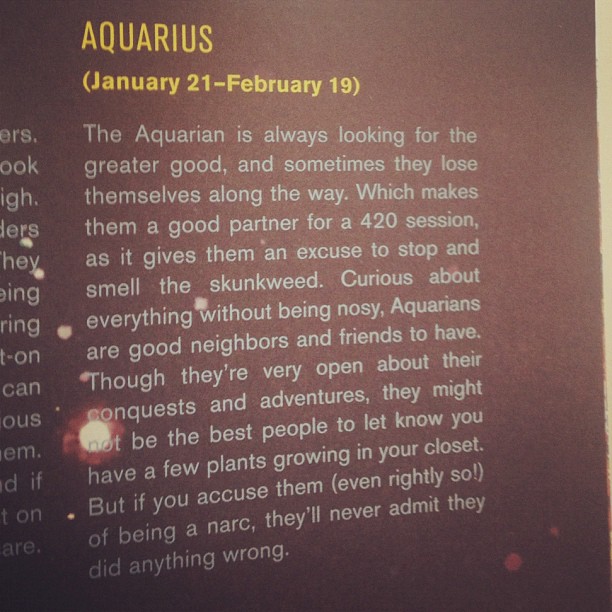 AQUARIUS
(January 21–February 19)
The Aquarian is always looking for the
greater good, and sometimes they lose
themselves along the way. Which makes
them a good partner for a 420 session,
as it gives them an excuse to stop and
smell the skunkweed. Curious about
everything without being nosy, Aquarians
are good neighbors and friends to have.
Though they're very open about their
conquests and adventures, they might
not be the best people to let know you
have a few plants growing in your closet.
But if you accuse them (even rightly so!)
of being a narc, they'll never admit they
did anything wrong.
ers.
ook
igh.
ders
They
eing
ring
t-on
can
ious
em.
d if
t on
are.